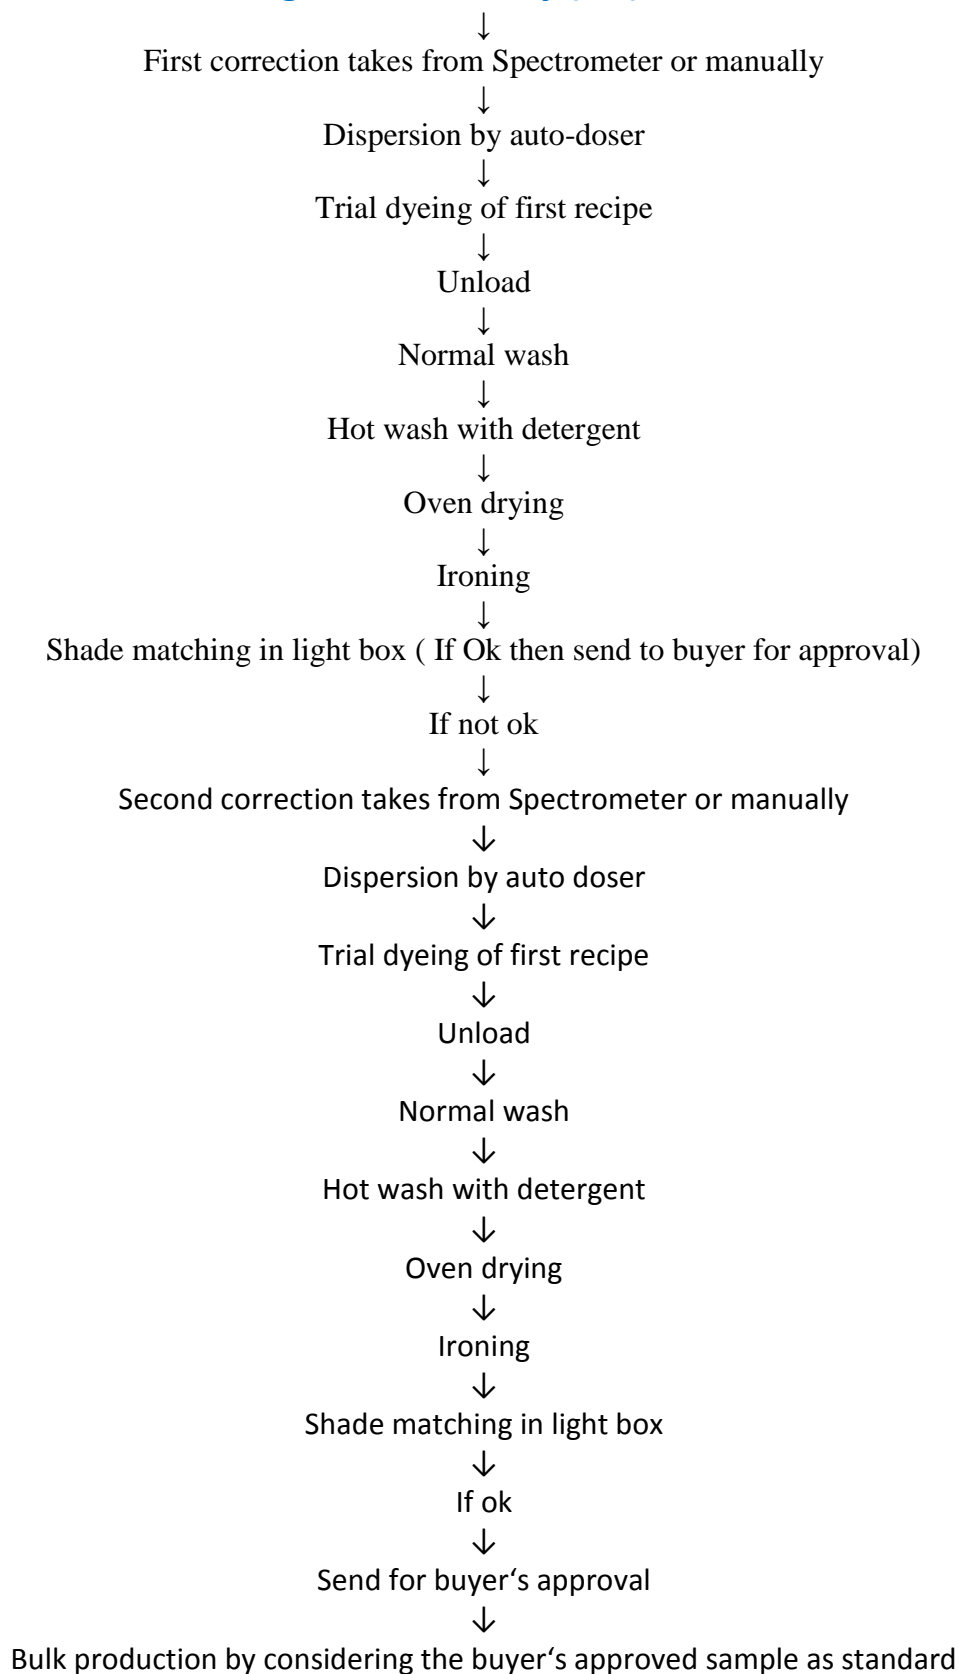 ↓
First correction takes from Spectrometer or manually
↓
Dispersion by auto-doser
↓
Trial dyeing of first recipe
↓
Unload
↓
Normal wash
↓
Hot wash with detergent
↓
Oven drying
↓
Ironing
↓
Shade matching in light box ( If Ok then send to buyer for approval)
↓
If not ok
↓
Second correction takes from Spectrometer or manually
↓
Dispersion by auto doser
↓
Trial dyeing of first recipe
↓
Unload
↓
Normal wash
↓
Hot wash with detergent
↓
Oven drying
↓
Ironing
↓
Shade matching in light box
↓
If ok
↓
Send for buyer‘s approval
↓
Bulk production by considering the buyer‘s approved sample as standard